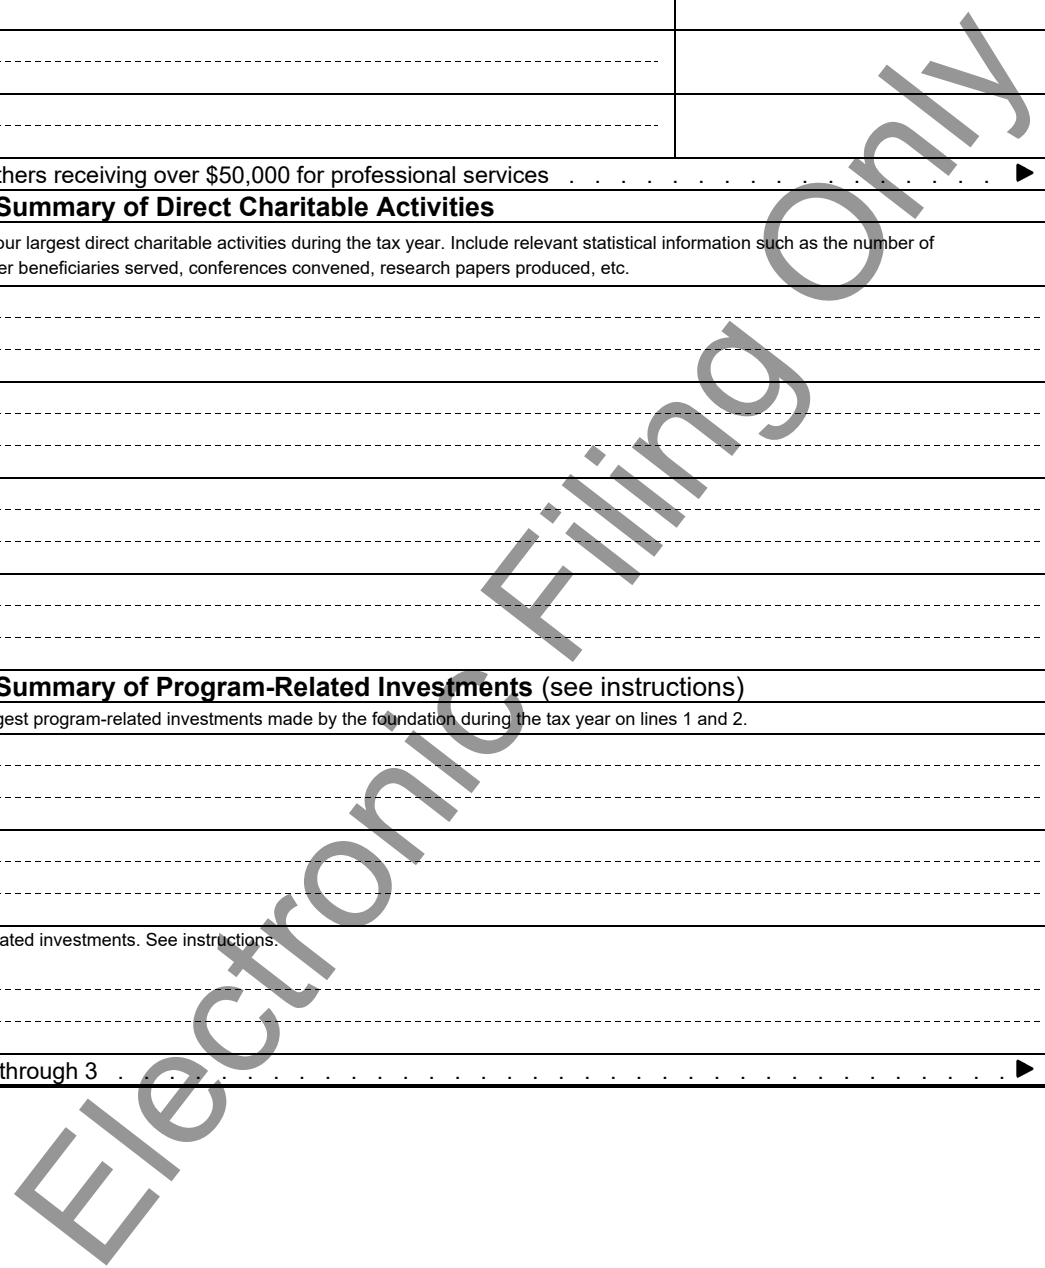 thers receiving over $50,000 for professional services . . . . . . . . . . . . . . . . . ▶
Summary of Direct Charitable Activities
our largest direct charitable activities during the tax year. Include relevant statistical information such as the number of
er beneficiaries served, conferences convened, research papers produced, etc.
Summary of Program-Related Investments (see instructions)
gest program-related investments made by the foundation during the tax year on lines 1 and 2.
ated investments. See instructions.
through 3 . . . . . . . . . . . . . . . . . . . . . . . . . . . . . . . . . . . ▶
Electronic Filing Only